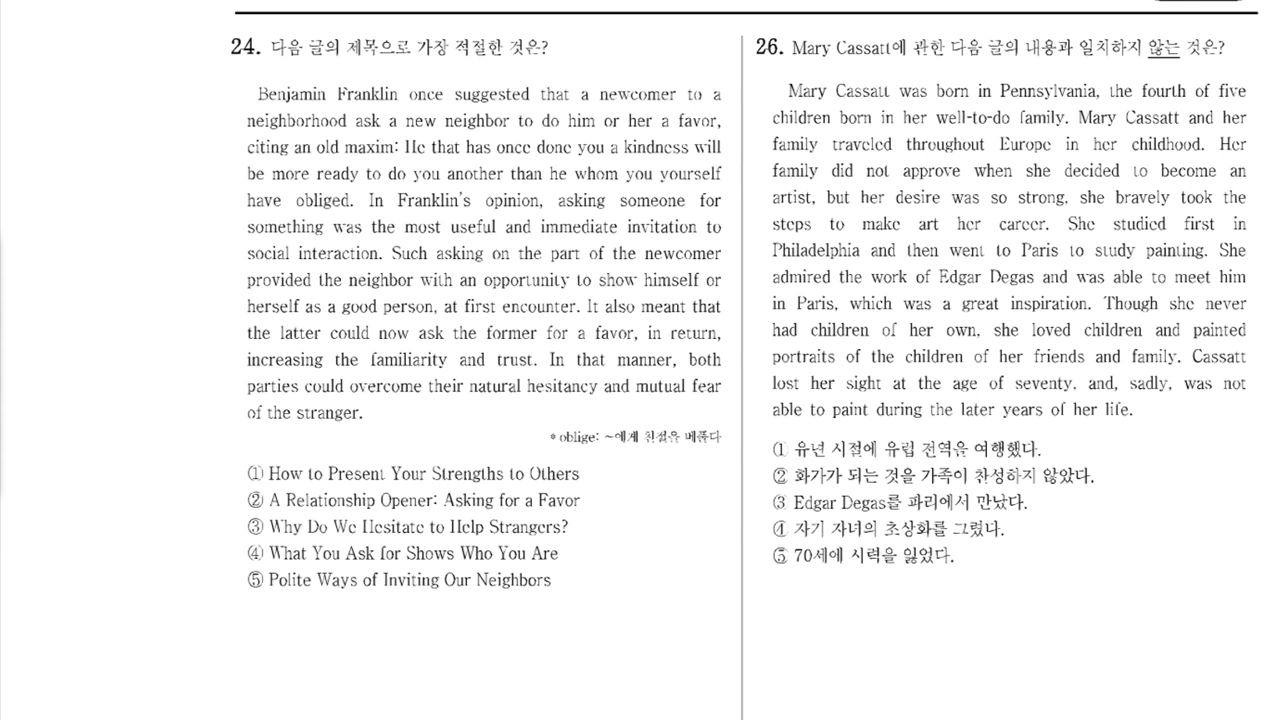 24. 다음 글의 제목으로 가장 적절한 것은?
Benjamin Franklin once suggested that a newcomer to a
neighborhood ask a new neighbor to do him or her a favor,
citing an old maxim: He that has once done you a kindness will
be more ready to do you another than he whom you yourself
have obliged. In Franklin's opinion, asking someone for
something was the most useful and immediate invitation to
social interaction. Such asking on the part of the newcomer
provided the neighbor with an opportunity to show himself or
herself as a good person, at first encounter. It also meant that
the latter could now ask the former for a favor, in return,
increasing the familiarity and trust. In that manner, both
parties could overcome their natural hesitancy and mutual fear
of the stranger.
* oblige: ~에게 친절을 베풀다
① How to Present Your Strengths to Others
② A Relationship Opener: Asking for a Favor
③ Why Do We Hesitate to Help Strangers?
④ What You Ask for Shows Who You Are
⑤ Polite Ways of Inviting Our Neighbors
26. Mary Cassatt에 관한 다음 글의 내용과 일치하지 않는 것은?
Mary Cassatt was born in Pennsylvania, the fourth of five
children born in her well-to-do family. Mary Cassatt and her
family traveled throughout Europe in her childhood. Her
family did not approve when she decided to become an
artist, but her desire was so strong, she bravely took the
steps to make art her career. She studied first in
Philadelphia and then went to Paris to study painting. She
admired the work of Edgar Degas and was able to meet him
in Paris, which was a great inspiration. Though she never
had children of her own, she loved children and painted
portraits of the children of her friends and family. Cassatt
lost her sight at the age of seventy, and, sadly, was not
able to paint during the later years of her life.
① 유년 시절에 유럽 전역을 여행했다.
② 화가가 되는 것을 가족이 찬성하지 않았다.
③ Edgar Degas를 파리에서 만났다.
④ 자기 자녀의 초상화를 그렸다.
⑤ 70세에 시력을 잃었다.